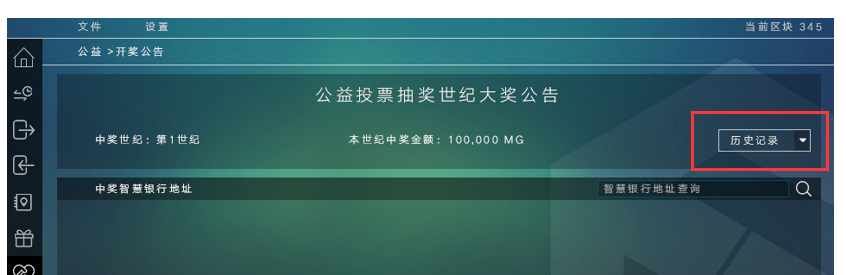 文件 设置 当前区块 345
公益 >开奖公告
公益投票抽奖世纪大奖公告
中奖世纪: 第1世纪 本世纪中奖金额: 100,000 MG 历史记录
中奖智慧银行地址 智慧银行地址查询